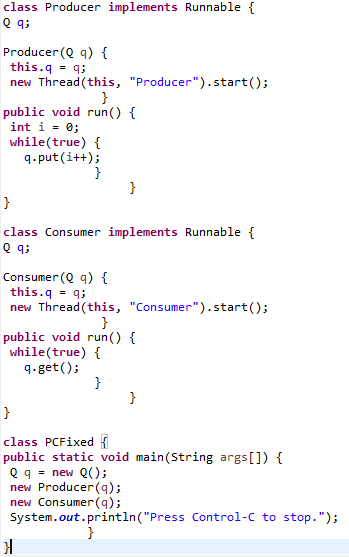 class Producer implements Runnable {
Q q;

Producer(Q q) {
 this.q = q;
 new Thread(this, "Producer").start();
              }
public void run() {
 int i = 0;
 while(true) {
   q.put(i++);
             }
                  }
}

class Consumer implements Runnable {
Q q;

Consumer(Q q) {
 this.q = q;
 new Thread(this, "Consumer").start();
              }
public void run() {
 while(true) {
   q.get();
             }
                  }
}

class PCFixed {
public static void main(String args[]) {
 Q q = new Q();
 new Producer(q);
 new Consumer(q);
 System.out.println("Press Control-C to stop.");
            }
}